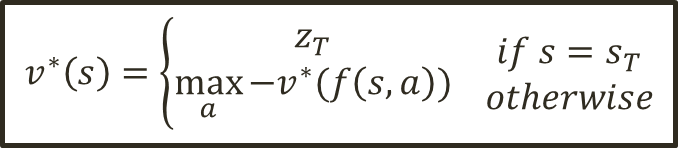 v*(s) = { z_T if s = s_T
max_a −v*(f(s, a)) otherwise